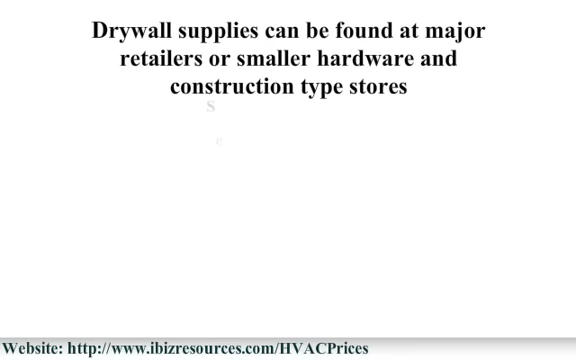 Drywall supplies can be found at major
retailers or smaller hardware and
construction type stores
s
e
Website: http://www.ibizresources.com/HVACPrices